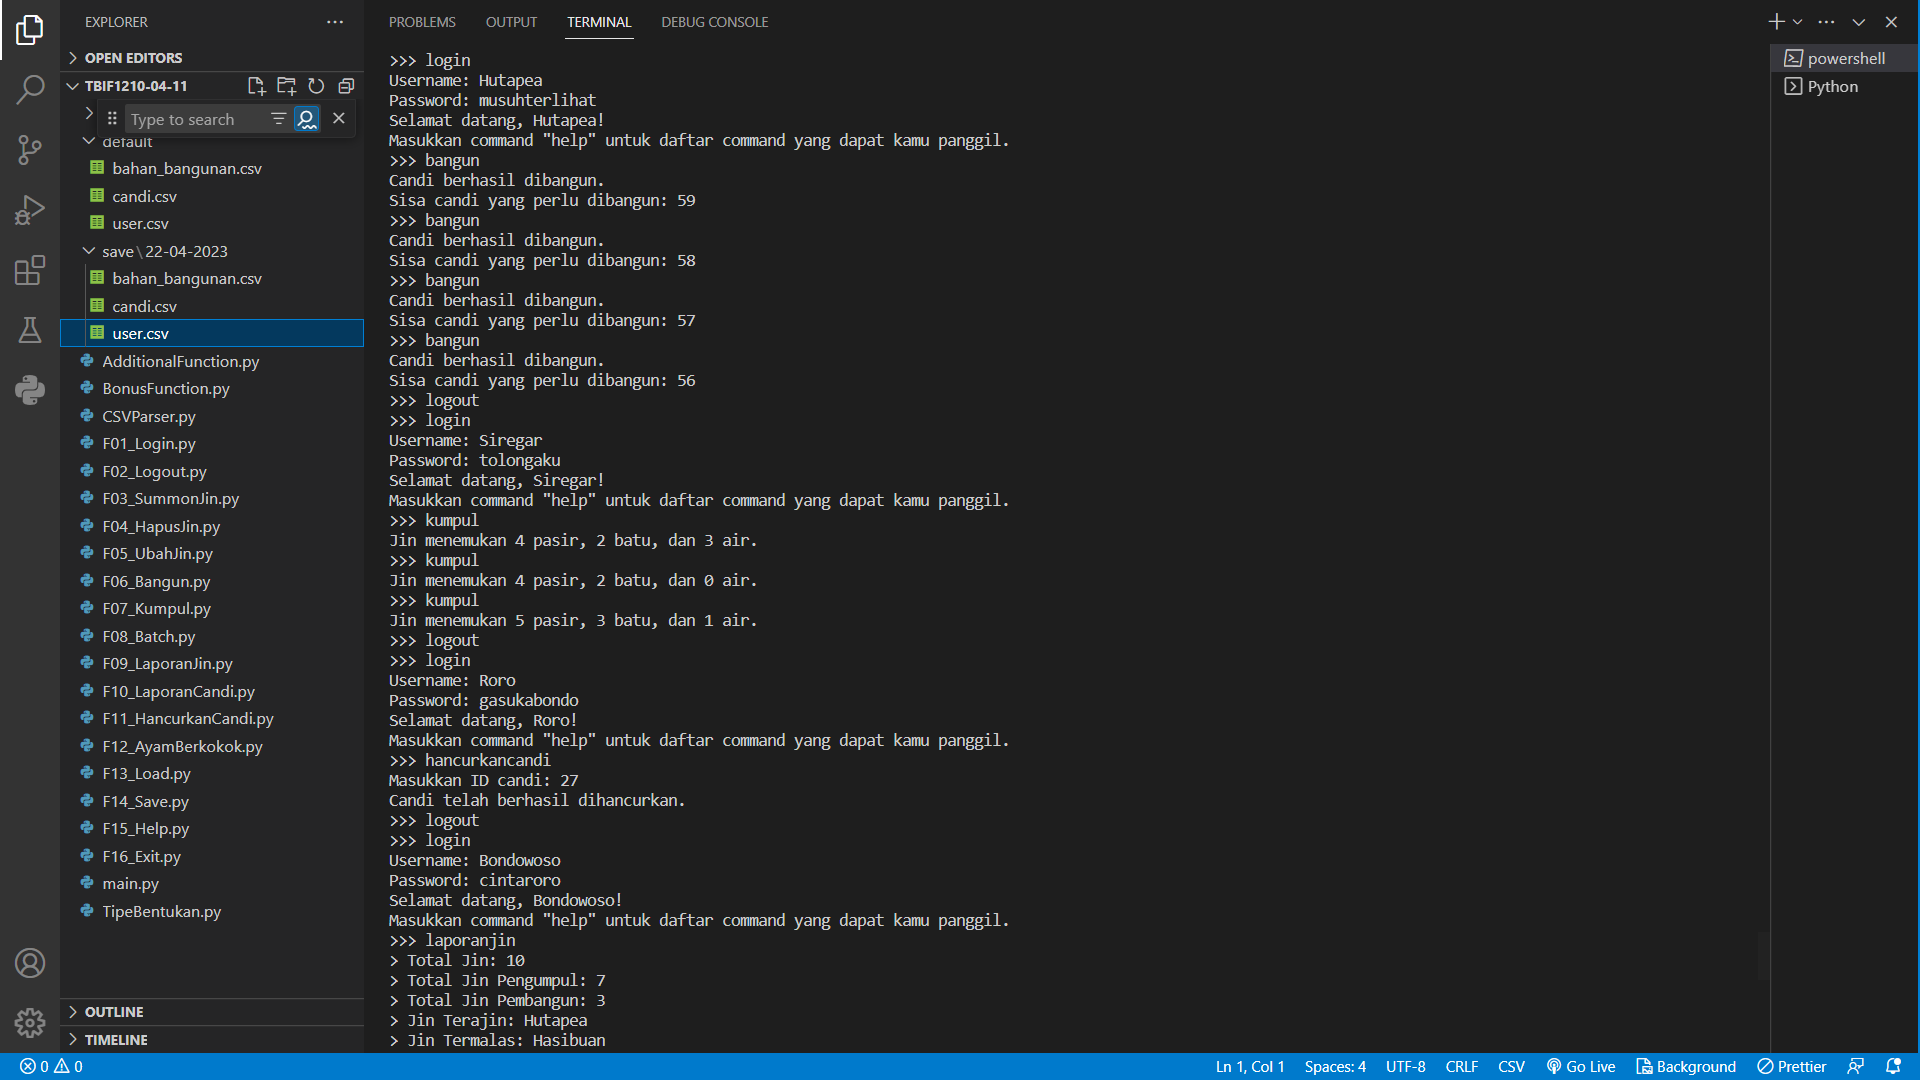 EXPLORER
OPEN EDITORS
TBIF1210-04-11
Type to search
default
bahan_bangunan.csv
candi.csv
user.csv
save\22-04-2023
bahan_bangunan.csv
candi.csv
user.csv
AdditionalFunction.py
BonusFunction.py
CSVParser.py
F01_Login.py
F02_Logout.py
F03_SummonJin.py
F04_HapusJin.py
F05_UbahJin.py
F06_Bangun.py
F07_Kumpul.py
F08_Batch.py
F09_LaporanJin.py
F10_LaporanCandi.py
F11_HancurkanCandi.py
F12_AyamBerkokok.py
F13_Load.py
F14_Save.py
F15_Help.py
F16_Exit.py
main.py
TipeBentukan.py
OUTLINE
TIMELINE
PROBLEMS OUTPUT TERMINAL DEBUG CONSOLE
>>> login
Username: Hutapea
Password: musuhterlihat
Selamat datang, Hutapea!
Masukkan command "help" untuk daftar command yang dapat kamu panggil.
>>> bangun
Candi berhasil dibangun.
Sisa candi yang perlu dibangun: 59
>>> bangun
Candi berhasil dibangun.
Sisa candi yang perlu dibangun: 58
>>> bangun
Candi berhasil dibangun.
Sisa candi yang perlu dibangun: 57
>>> bangun
Candi berhasil dibangun.
Sisa candi yang perlu dibangun: 56
>>> logout
>>> login
Username: Siregar
Password: tolongaku
Selamat datang, Siregar!
Masukkan command "help" untuk daftar command yang dapat kamu panggil.
>>> kumpul
Jin menemukan 4 pasir, 2 batu, dan 3 air.
>>> kumpul
Jin menemukan 4 pasir, 2 batu, dan 0 air.
>>> kumpul
Jin menemukan 5 pasir, 3 batu, dan 1 air.
>>> logout
>>> login
Username: Roro
Password: gasukabondo
Selamat datang, Roro!
Masukkan command "help" untuk daftar command yang dapat kamu panggil.
>>> hancurkancandi
Masukkan ID candi: 27
Candi telah berhasil dihancurkan.
>>> logout
>>> login
Username: Bondowoso
Password: cintaroro
Selamat datang, Bondowoso!
Masukkan command "help" untuk daftar command yang dapat kamu panggil.
>>> laporanjin
> Total Jin: 10
> Total Jin Pengumpul: 7
> Total Jin Pembangun: 3
> Jin Terajin: Hutapea
> Jin Termalas: Hasibuan
powershell
Python
0 0 Ln 1, Col 1 Spaces: 4 UTF-8 CRLF CSV Go Live Background Prettier